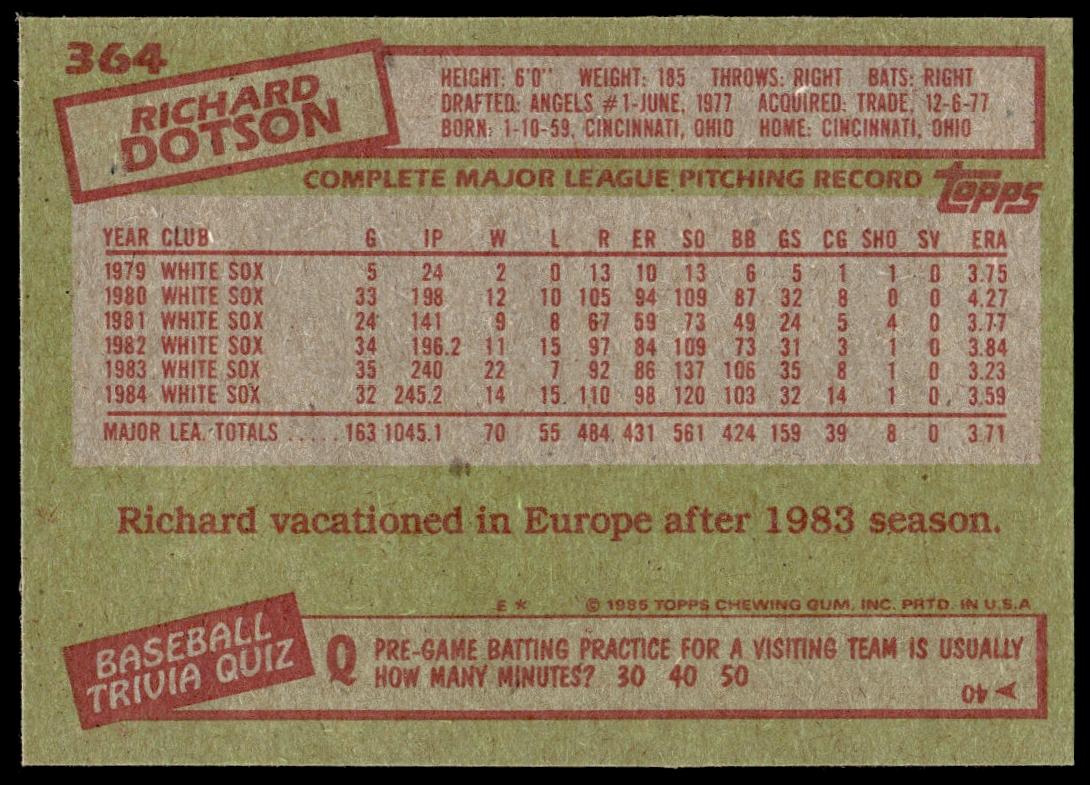 364
RICHARD
DOTSON
HEIGHT: 6'0" WEIGHT: 185 THROWS: RIGHT BATS: RIGHT
DRAFTED: ANGELS #1-JUNE, 1977 ACQUIRED: TRADE, 12-6-77
BORN: 1-10-59, CINCINNATI, OHIO HOME: CINCINNATI, OHIO
COMPLETE MAJOR LEAGUE PITCHING RECORD topps
YEAR CLUB G IP W L R ER SO BB GS CG SHO SV ERA
1979 WHITE SOX 5 24 2 0 13 10 13 6 5 1 1 0 3.75
1980 WHITE SOX 33 198 12 10 105 94 109 87 32 8 0 0 4.27
1981 WHITE SOX 24 141 9 8 67 59 73 49 24 5 4 0 3.77
1982 WHITE SOX 34 196.2 11 15 97 84 109 73 31 3 1 0 3.84
1983 WHITE SOX 35 240 22 7 92 86 137 106 35 8 1 0 3.23
1984 WHITE SOX 32 245.2 14 15 110 98 120 103 32 14 1 0 3.59
MAJOR LEA. TOTALS ..... 163 1045.1 70 55 484 431 561 424 159 39 8 0 3.71
Richard vacationed in Europe after 1983 season.
E * © 1985 TOPPS CHEWING GUM, INC. PRTD. IN U.S.A
BASEBALL
TRIVIA QUIZ
Q PRE-GAME BATTING PRACTICE FOR A VISITING TEAM IS USUALLY
HOW MANY MINUTES? 30 40 50
A 40